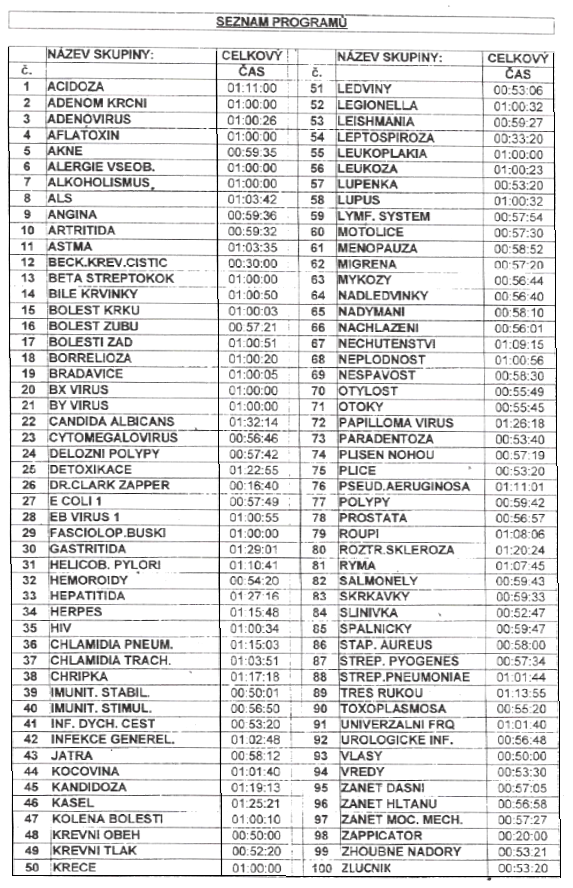 SEZNAM PROGRAMŮ
NÁZEV SKUPINY: CELKOVÝ
č. ČAS
1 ACIDOZA 01:11:00
2 ADENOM KRCNI 01:00:00
3 ADENOVIRUS 01:00:26
4 AFLATOXIN 01:00:00
5 AKNE 00:59:35
6 ALERGIE VSEOB. 01:00:00
7 ALKOHOLISMUS 01:00:00
8 ALS 01:03:42
9 ANGINA 00:59:36
10 ARTRITIDA 00:59:32
11 ASTMA 01:03:35
12 BECK.KREV.CISTIC 00:30:00
13 BETA STREPTOKOK 01:00:00
14 BILE KRVINKY 01:00:50
15 BOLEST KRKU 01:00:03
16 BOLEST ZUBU 00:57:21
17 BOLESTI ZAD 01:00:51
18 BORRELIOZA 01:00:20
19 BRADAVICE 01:00:05
20 BX VIRUS 01:00:00
21 BY VIRUS 01:00:00
22 CANDIDA ALBICANS 01:32:14
23 CYTOMEGALOVIRUS 00:56:46
24 DELOZNI POLYPY 00:57:42
25 DETOXIKACE 01:22:55
26 DR.CLARK ZAPPER 00:16:40
27 E COLI 1 00:57:49
28 EB VIRUS 1 01:00:55
29 FASCIOLOP.BUSKI 01:00:00
30 GASTRITIDA 01:29:01
31 HELICOB. PYLORI 01:10:41
32 HEMOROIDY 00:54:20
33 HEPATITIDA 01:27:16
34 HERPES 01:15:48
35 HIV 01:00:34
36 CHLAMIDIA PNEUM. 01:15:03
37 CHLAMIDIA TRACH. 01:03:51
38 CHRIPKA 01:17:18
39 IMUNIT. STABIL. 00:50:01
40 IMUNIT. STIMUL. 00:56:50
41 INF. DYCH. CEST 00:53:20
42 INFEKCE GENEREL. 01:02:48
43 JATRA 00:58:12
44 KOCOVINA 01:01:40
45 KANDIDOZA 01:19:13
46 KASEL 01:25:21
47 KOLENA BOLESTI 01:00:10
48 KREVNI OBEH 00:50:00
49 KREVNI TLAK 00:52:20
50 KRECE 01:00:00
NÁZEV SKUPINY: CELKOVÝ
č. ČAS
51 LEDVINY 00:53:06
52 LEGIONELLA 01:00:32
53 LEISHMANIA 00:59:27
54 LEPTOSPIROZA 00:33:20
55 LEUKOPLAKIA 01:00:00
56 LEUKOZA 01:00:23
57 LUPENKA 00:53:20
58 LUPUS 01:00:32
59 LYMF. SYSTEM 00:57:54
60 MOTOLICE 00:57:30
61 MENOPAUZA 00:58:52
62 MIGRENA 00:57:20
63 MYKOZY 00:56:44
64 NADLEDVINKY 00:56:40
65 NADYMANI 00:58:10
66 NACHLAZENI 00:56:01
67 NECHUTENSTVI 01:09:15
68 NEPLODNOST 01:00:56
69 NESPAVOST 00:58:30
70 OTYLOST 00:55:49
71 OTOKY 00:55:45
72 PAPILLOMA VIRUS 01:26:18
73 PARADENTOZA 00:53:40
74 PLISEN NOHOU 00:57:19
75 PLICE 00:53:20
76 PSEUD.AERUGINOSA 01:11:01
77 POLYPY 00:59:42
78 PROSTATA 00:56:57
79 ROUPI 01:08:06
80 ROZTR.SKLEROZA 01:20:24
81 RYMA 01:07:45
82 SALMONELY 00:59:43
83 SKRKAVKY 00:59:33
84 SLINIVKA 00:52:47
85 SPALNICKY 00:59:47
86 STAP. AUREUS 00:58:00
87 STREP. PYOGENES 00:57:34
88 STREP.PNEUMONIAE 01:01:44
89 TRES RUKOU 01:13:55
90 TOXOPLASMOSA 00:55:20
91 UNIVERZALNI FRQ 01:01:40
92 UROLOGICKE INF. 00:56:48
93 VLASY 00:50:00
94 VREDY 00:53:30
95 ZANET DASNI 00:57:05
96 ZANET HLTANU 00:56:58
97 ZANET MOC. MECH. 00:57:27
98 ZAPPICATOR 00:20:00
99 ZHOUBNE NADORY 00:53:21
100 ZLUCNIK 00:53:20